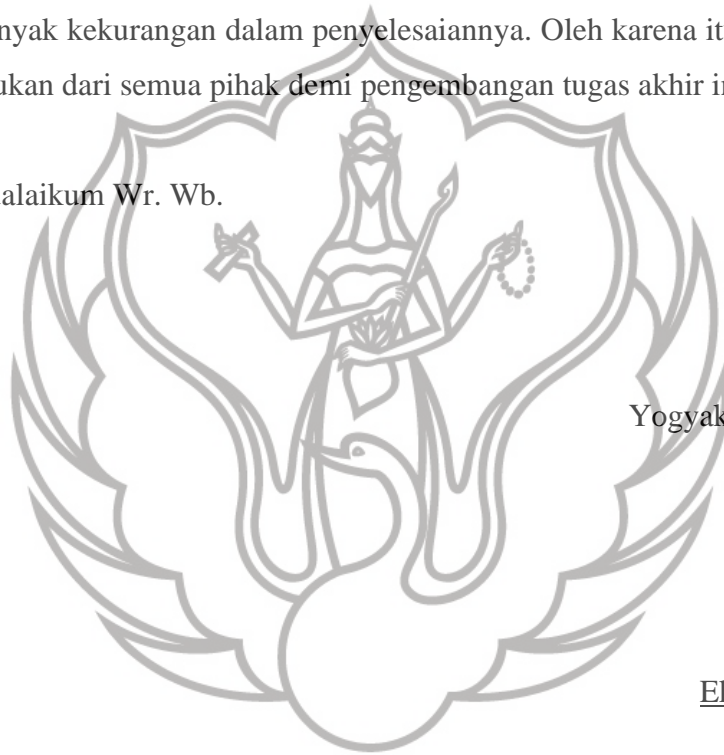 nyak kekurangan dalam penyelesaiannya. Oleh karena it
ukan dari semua pihak demi pengembangan tugas akhir in
alaikum Wr. Wb.
Yogyak